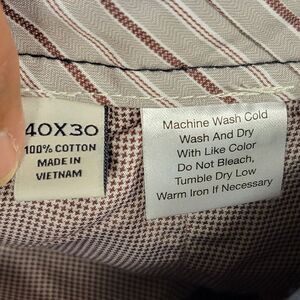 40X30
100% COTTON
MADE IN
VIETNAM
Machine Wash Cold
Wash And Dry
With Like Color
Do Not Bleach,
Tumble Dry Low
Warm Iron If Necessary